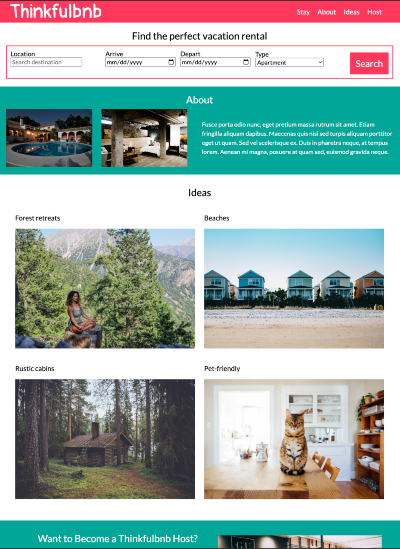 Thinkfulbnb
Stay About Ideas Host
Find the perfect vacation rental
Location Arrive Depart Type
Search destination mm/dd/yyyy mm/dd/yyyy Apartment Search
About
Fusce porta odio nunc, eget pretium massa rutrum sit amet. Etiam
fringilla aliquam dapibus. Maecenas quis nisi sed turpis aliquam porttitor
eget ut quam. Sed vel scelerisque ex. Duis in pharetra neque, at tempus
lorem. Aenean mi magna, posuere at quam sed, euismod gravida neque.
Ideas
Forest retreats Beaches
Rustic cabins Pet-friendly
Want to Become a Thinkfulbnb Host?